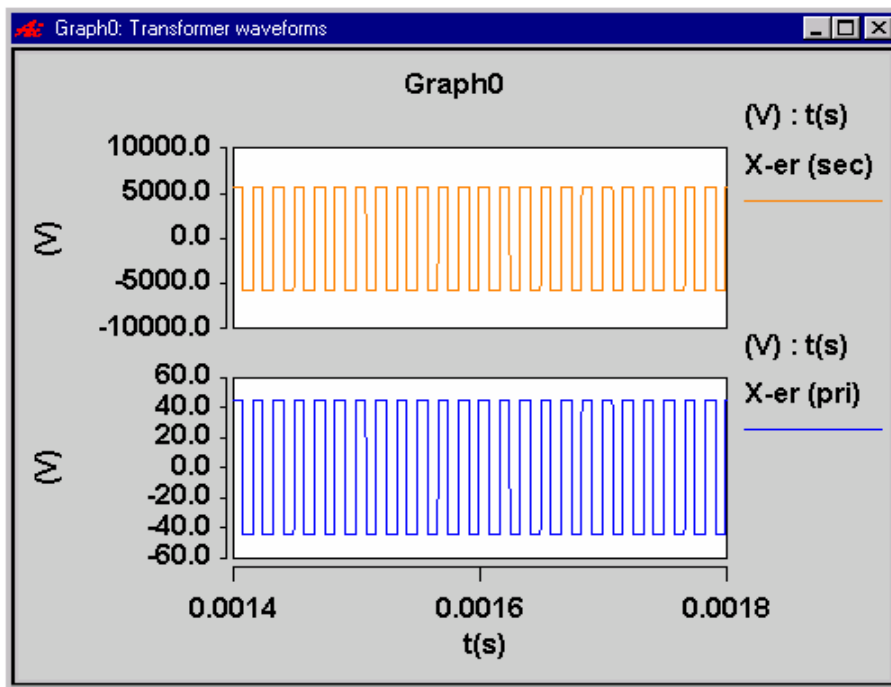 Graph0: Transformer waveforms
Graph0
(V) : t(s)
X-er (sec)
10000.0
5000.0
0.0
-5000.0
-10000.0
(V)
(V) : t(s)
X-er (pri)
60.0
40.0
20.0
0.0
-20.0
-40.0
-60.0
(V)
0.0014
0.0016
0.0018
t(s)